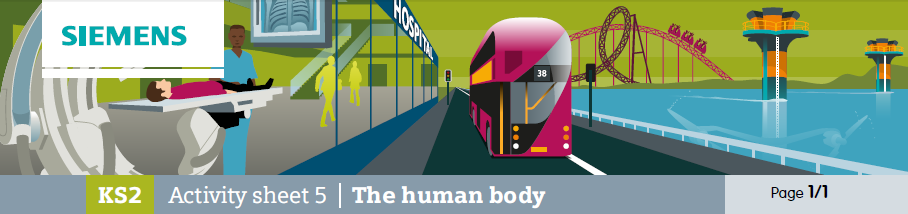 SIEMENS
HOSPITAL
38
KS2 Activity sheet 5 | The human body
Page 1/1